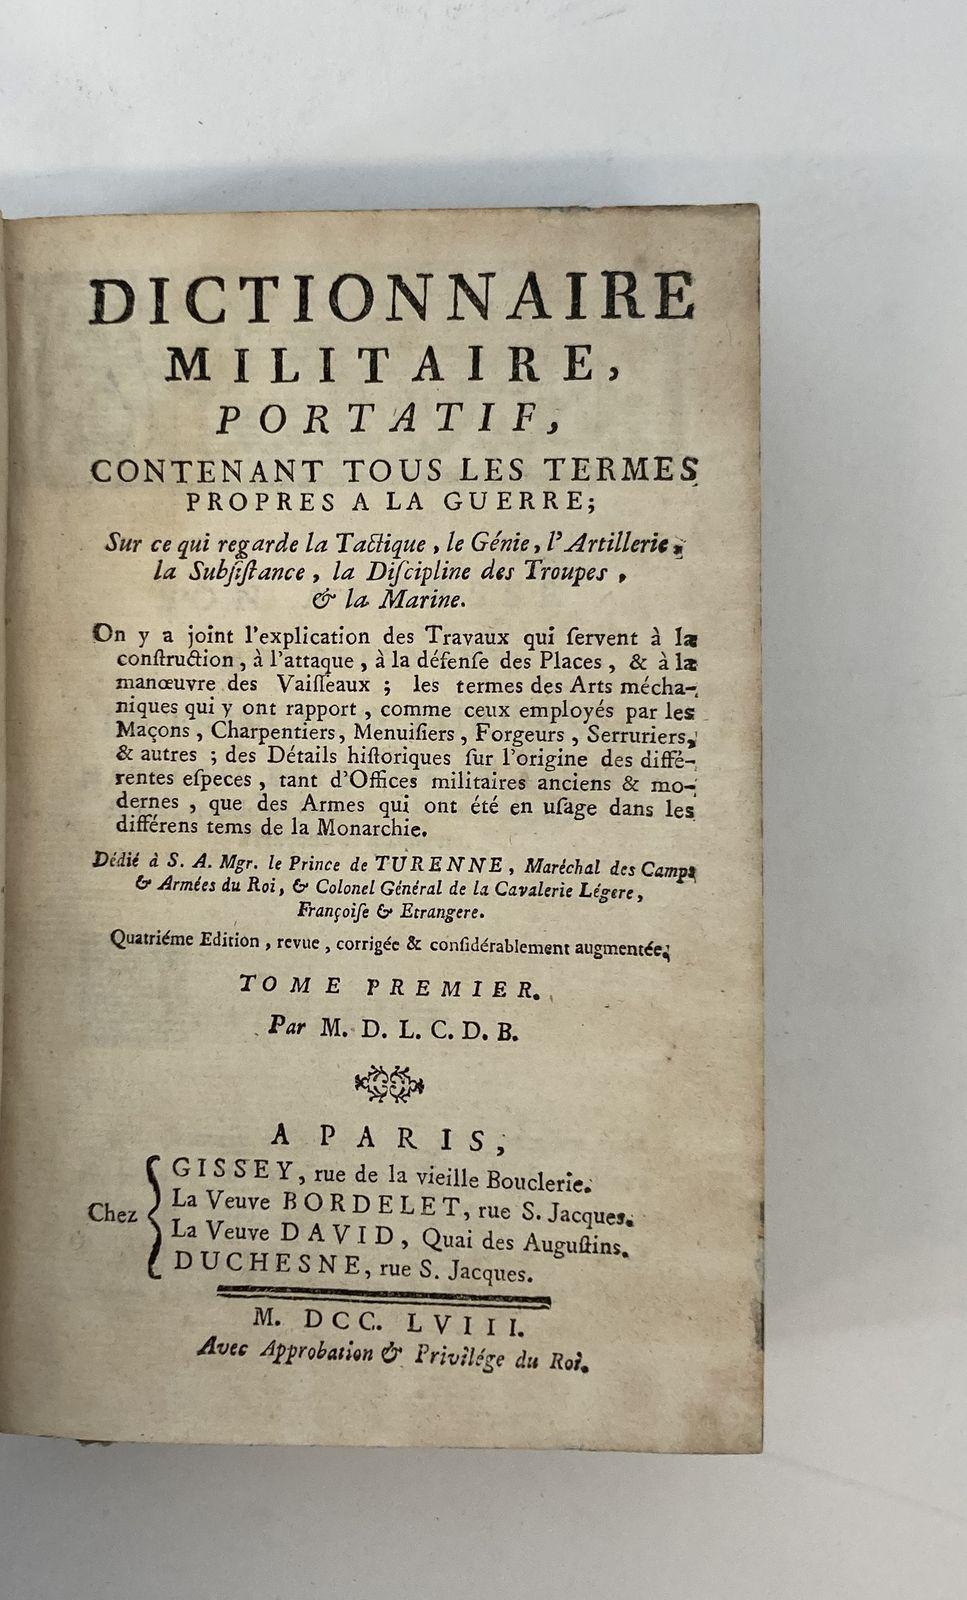 DICTIONNAIRE
MILITAIRE,
PORTATIF,
CONTENANT TOUS LES TERMES
PROPRES A LA GUERRE;
Sur ce qui regarde la Tactique, le Génie, l'Artillerie,
la Subſiſtance, la Diſcipline des Troupes,
& la Marine.
On y a joint l'explication des Travaux qui ſervent à la
conſtruction, à l'attaque, à la défenſe des Places, & à la
manœuvre des Vaiſſeaux; les termes des Arts mécha-
niques qui y ont rapport, comme ceux employés par les
Maçons, Charpentiers, Menuiſiers, Forgeurs, Serruriers,
& autres; des Détails hiſtoriques ſur l'origine des diffé-
rentes eſpeces, tant d'Offices militaires anciens & mo-
dernes, que des Armes qui ont été en uſage dans les
différens tems de la Monarchie.
Dédié à S. A. Mgr. le Prince de TURENNE, Maréchal des Camps
& Armées du Roi, & Colonel Général de la Cavalerie Légere,
Françoiſe & Etrangere.
Quatriéme Edition, revue, corrigée & conſidérablement augmentée.
TOME PREMIER.
Par M. D. L. C. D. B.
A PARIS,
Chez
GISSEY, rue de la vieille Bouclerie.
La Veuve BORDELET, rue S. Jacques.
La Veuve DAVID, Quai des Auguſtins.
DUCHESNE, rue S. Jacques.
M. DCC. LVIII.
Avec Approbation & Privilége du Roi.